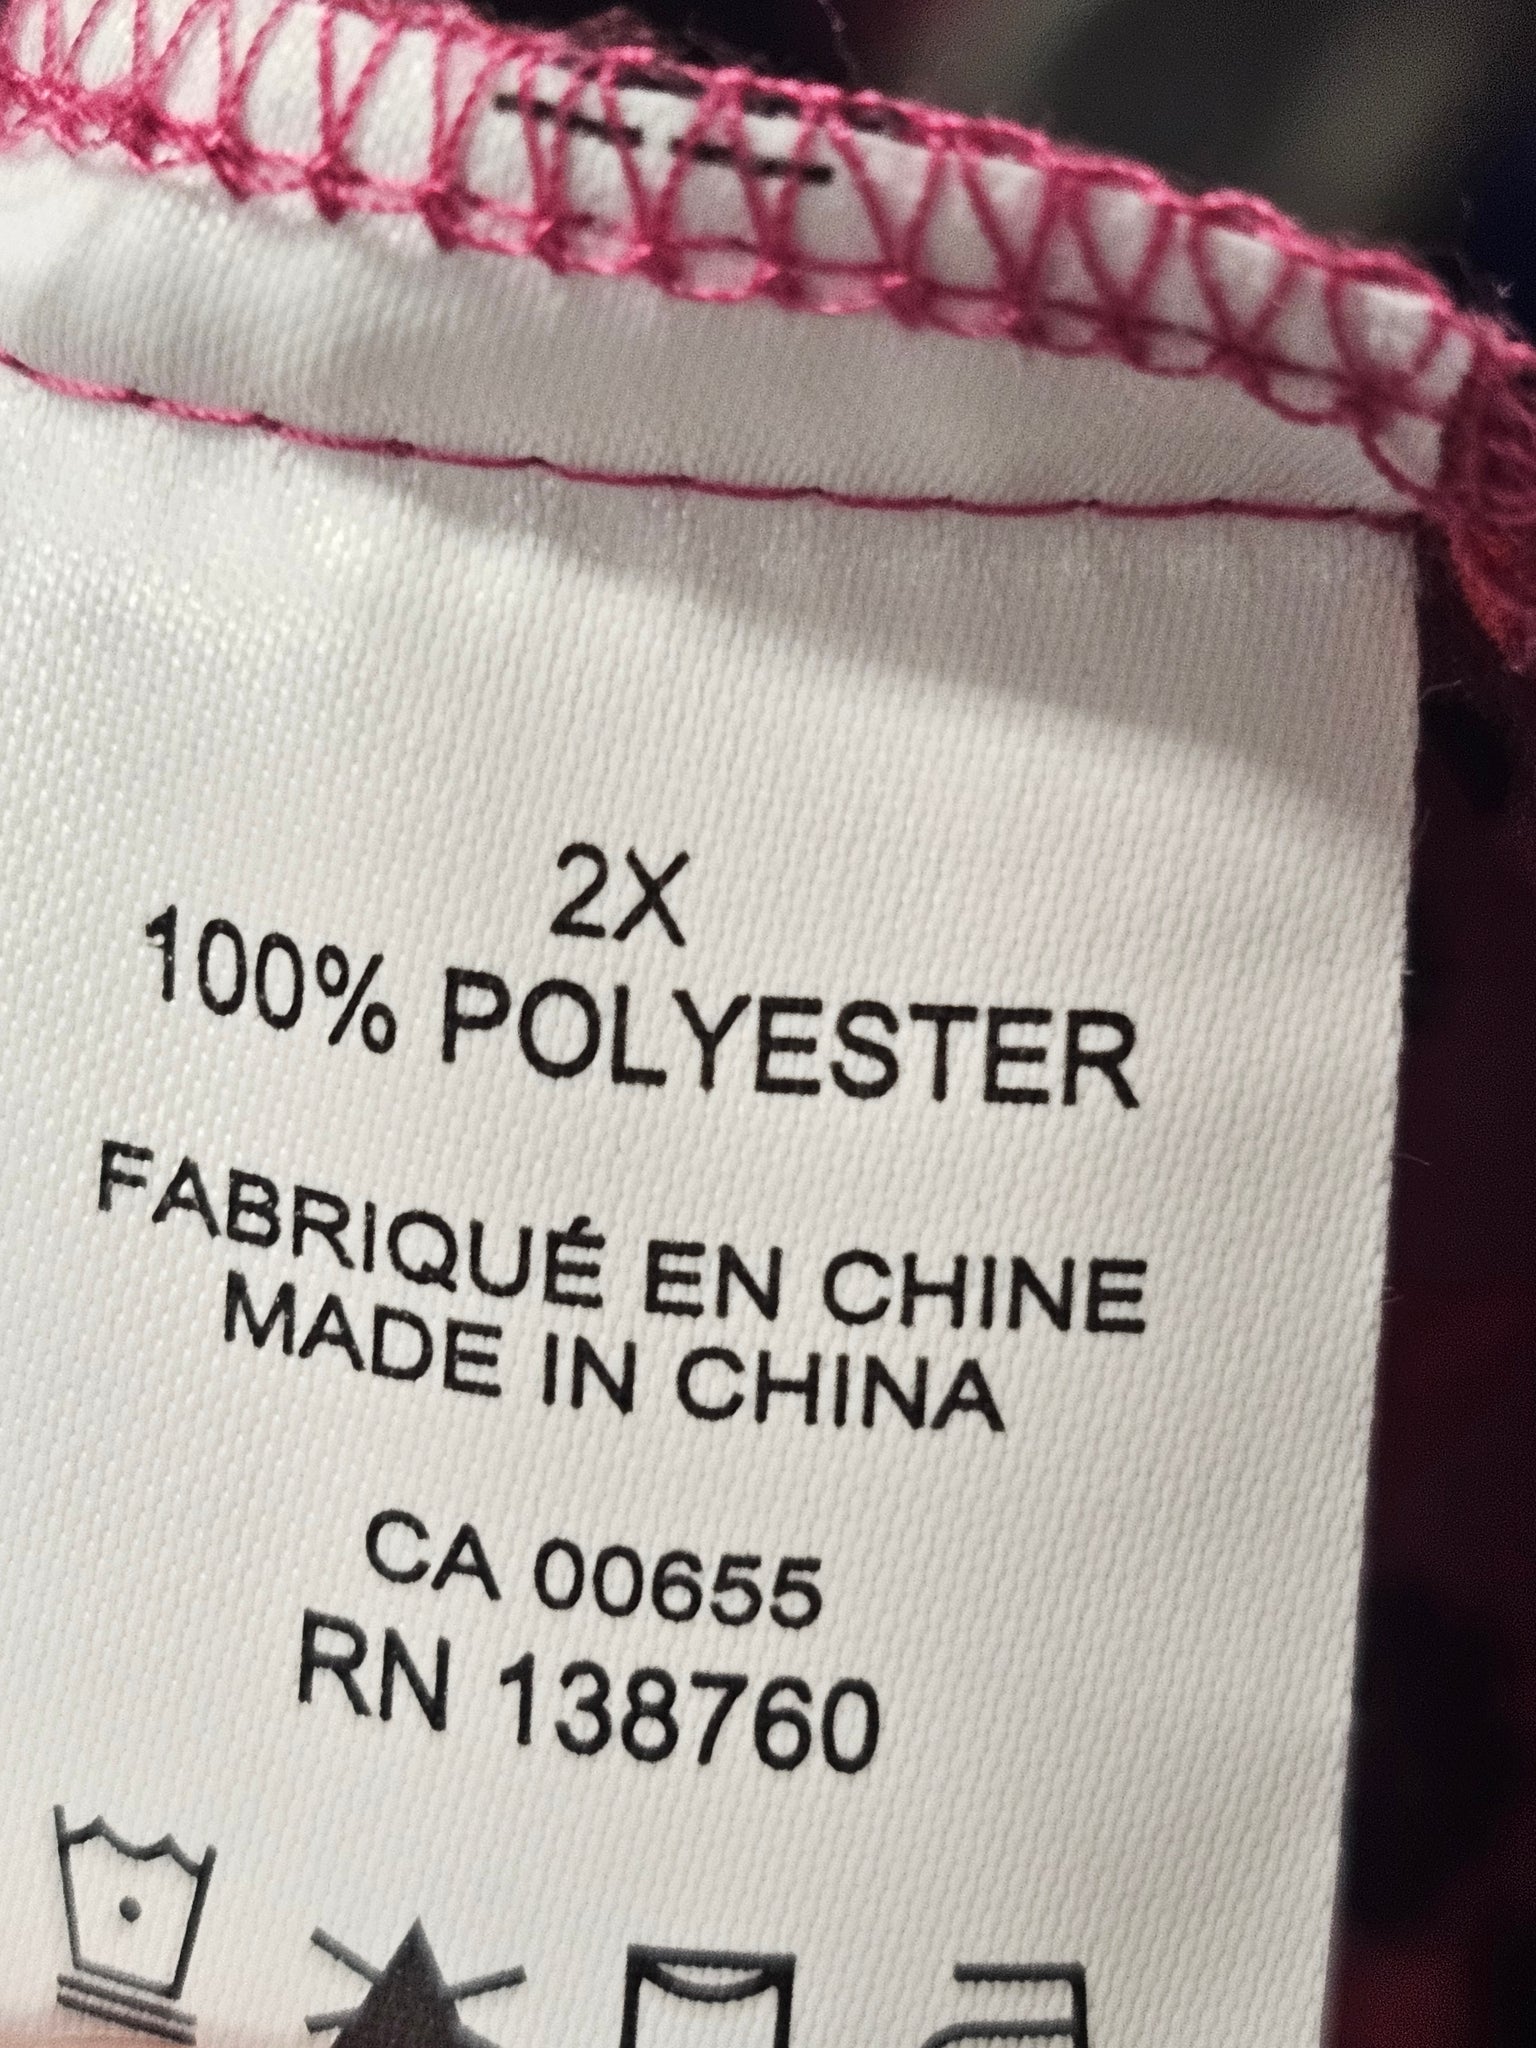 2X
100% POLYESTER
FABRIQUÉ EN CHINE
MADE IN CHINA
CA 00655
RN 138760